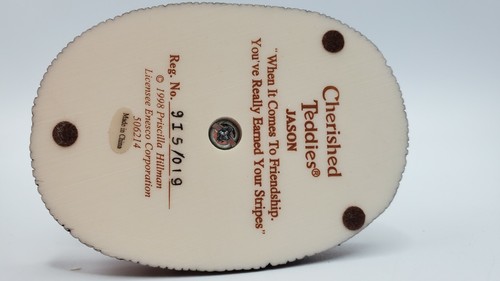 Cherished
Teddies®
JASON
"When It Comes To Friendship.
You've Really Earned Your Stripes"
Reg. No. 9I5/019
© 1998 Priscilla Hillman
Licensee Enesco Corporation
506214
Made in China